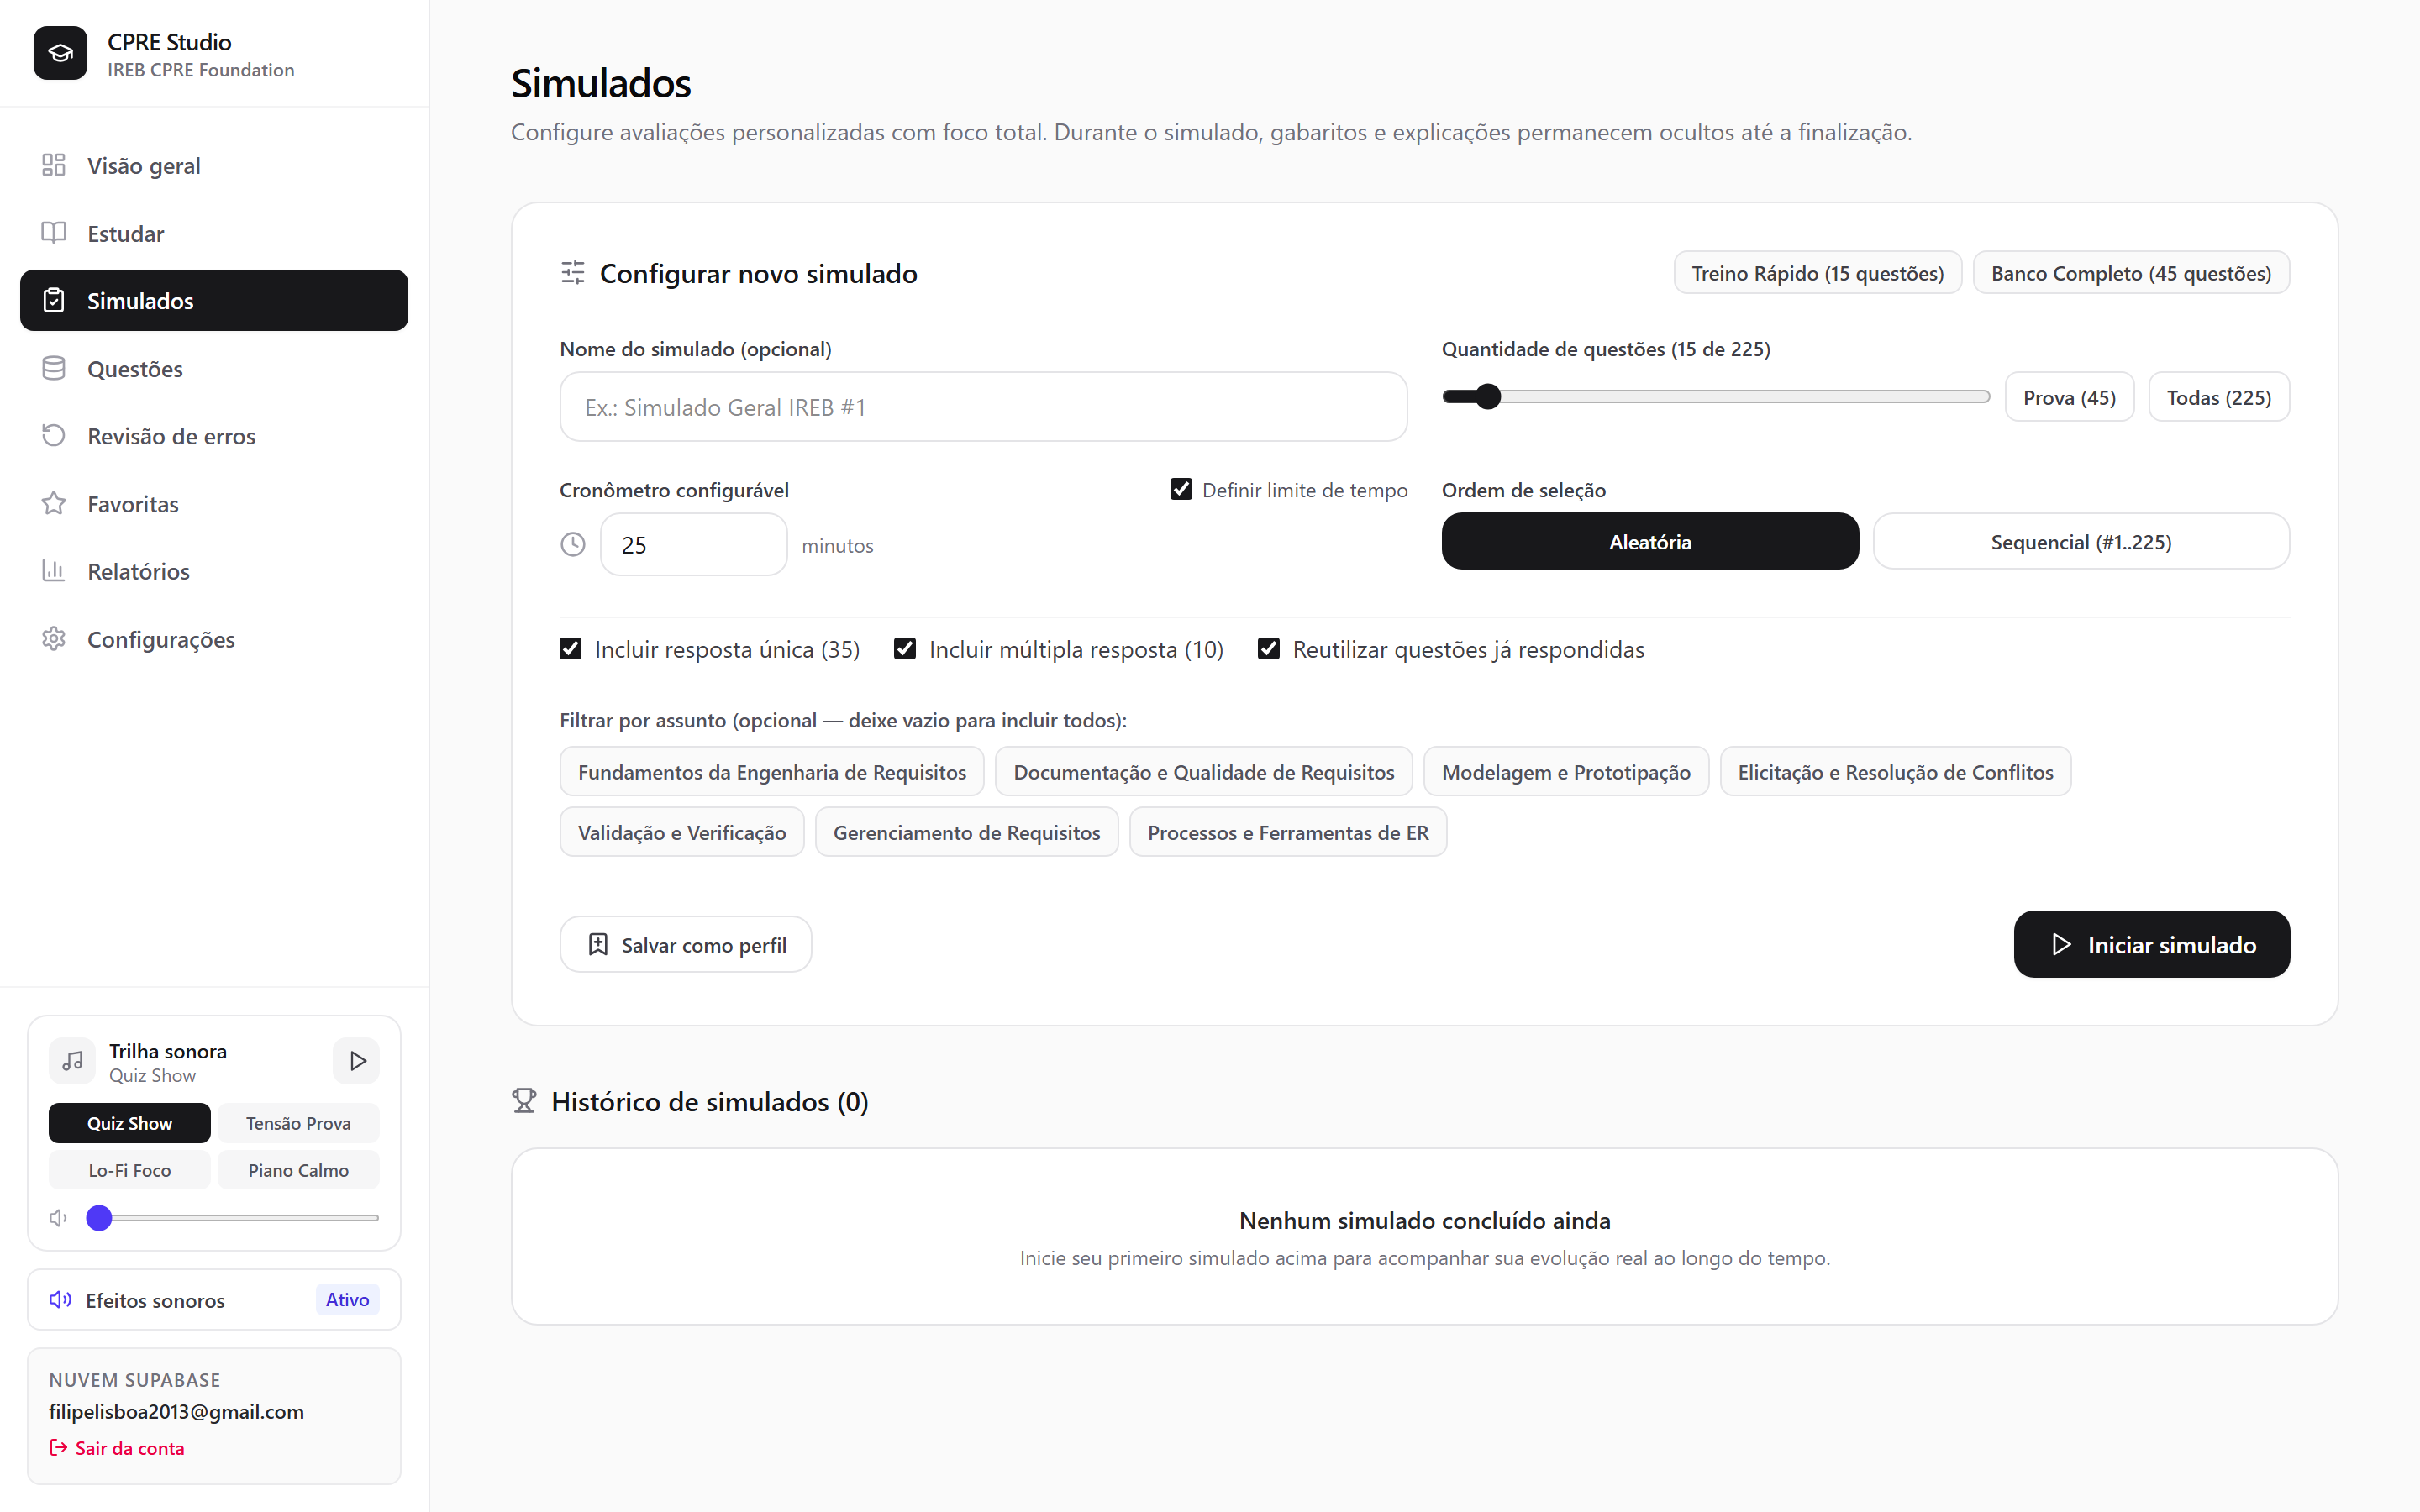 CPRE Studio
IREB CPRE Foundation
Visão geral
Estudar
Simulados
Questões
Revisão de erros
Favoritas
Relatórios
Configurações
Trilha sonora
Quiz Show
Quiz Show
Tensão Prova
Lo-Fi Foco
Piano Calmo
Efeitos sonoros
Ativo
NUVEM SUPABASE
filipelisboa2013@gmail.com
Sair da conta
Simulados
Configure avaliações personalizadas com foco total. Durante o simulado, gabaritos e explicações permanecem ocultos até a finalização.
Configurar novo simulado
Treino Rápido (15 questões)
Banco Completo (45 questões)
Nome do simulado (opcional)
Ex.: Simulado Geral IREB #1
Quantidade de questões (15 de 225)
Prova (45)
Todas (225)
Cronômetro configurável
Definir limite de tempo
25
minutos
Ordem de seleção
Aleatória
Sequencial (#1..225)
Incluir resposta única (35)
Incluir múltipla resposta (10)
Reutilizar questões já respondidas
Filtrar por assunto (opcional — deixe vazio para incluir todos):
Fundamentos da Engenharia de Requisitos
Documentação e Qualidade de Requisitos
Modelagem e Prototipação
Elicitação e Resolução de Conflitos
Validação e Verificação
Gerenciamento de Requisitos
Processos e Ferramentas de ER
Salvar como perfil
Iniciar simulado
Histórico de simulados (0)
Nenhum simulado concluído ainda
Inicie seu primeiro simulado acima para acompanhar sua evolução real ao longo do tempo.